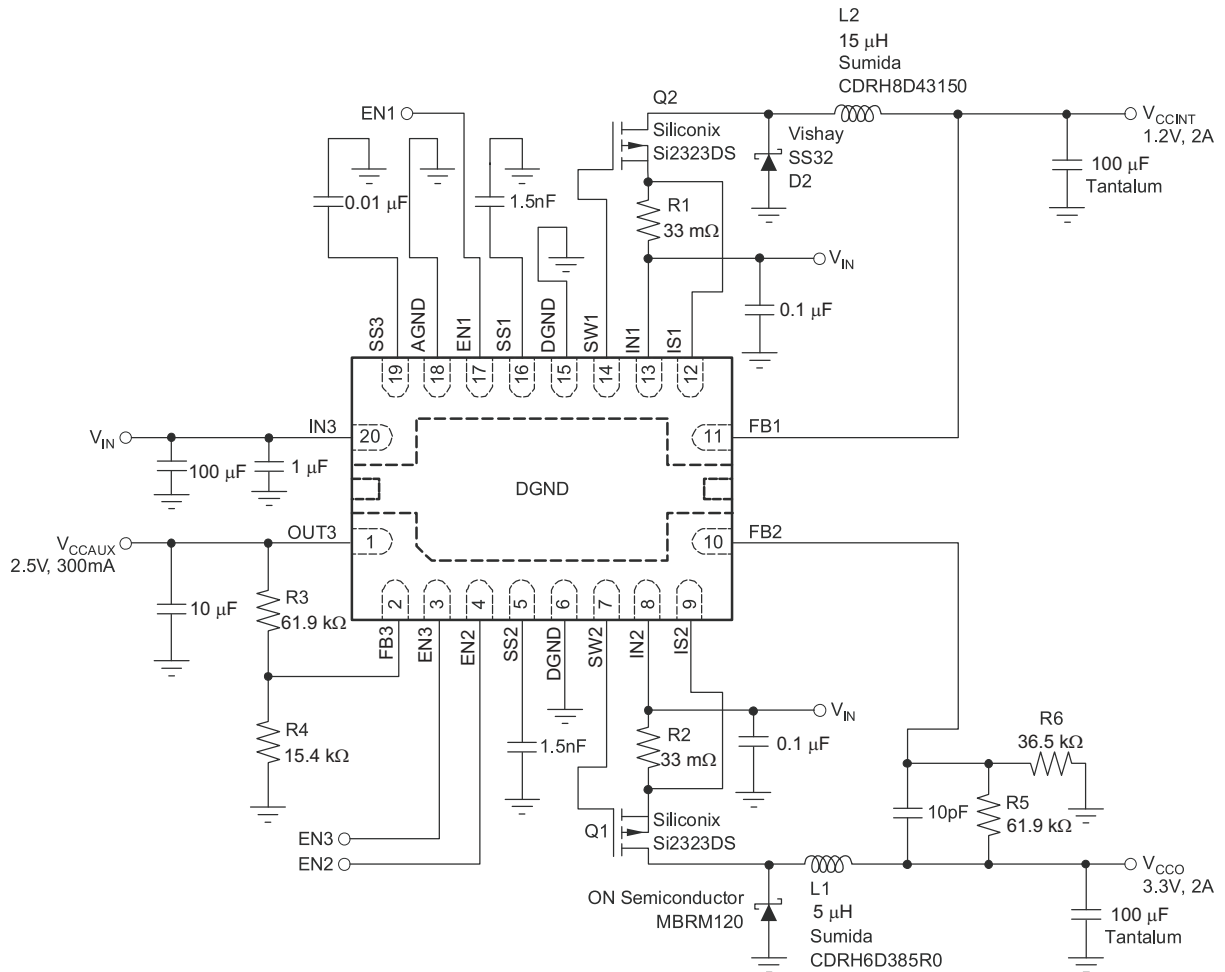 L2
15 μH
Sumida
CDRH8D43150
Q2
EN1
Siliconix
Si2323DS
Vishay
SS32
D2
V_CCINT
1.2V, 2A
100 μF
Tantalum
0.01 μF
1.5nF
R1
33 mΩ
V_IN
0.1 μF
SS3
AGND
EN1
SS1
DGND
SW1
IN1
IS1
19
18
17
16
15
14
13
12
V_IN
IN3
20
11
FB1
100 μF
1 μF
DGND
V_CCAUX
2.5V, 300mA
OUT3
1
10
FB2
10 μF
R3
61.9 kΩ
2
3
4
5
6
7
8
9
FB3
EN3
EN2
SS2
DGND
SW2
IN2
IS2
R4
15.4 kΩ
1.5nF
V_IN
R2
33 mΩ
0.1 μF
R6
36.5 kΩ
10pF
R5
61.9 kΩ
Q1
Siliconix
Si2323DS
EN3
EN2
V_CCO
3.3V, 2A
ON Semiconductor
MBRM120
L1
5 μH
Sumida
CDRH6D385R0
100 μF
Tantalum